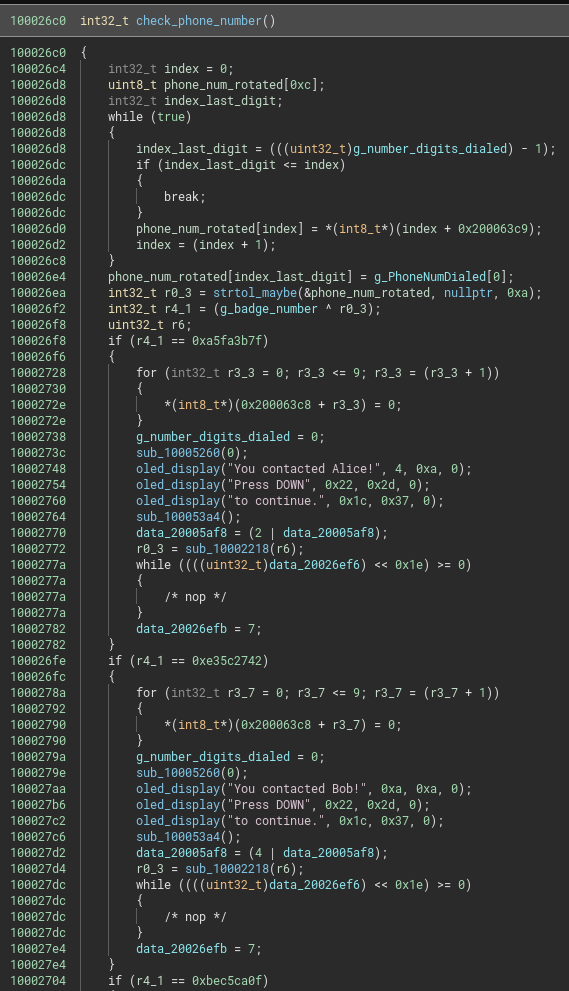 100026c0 int32_t check_phone_number()
100026c0 {
100026c4 int32_t index = 0;
100026d8 uint8_t phone_num_rotated[0xc];
100026d8 int32_t index_last_digit;
100026d8 while (true)
100026d8 {
100026d8 index_last_digit = (((uint32_t)g_number_digits_dialed) - 1);
100026dc if (index_last_digit <= index)
100026da {
100026dc break;
100026dc }
100026d0 phone_num_rotated[index] = *(int8_t*)(index + 0x200063c9);
100026d2 index = (index + 1);
100026c8 }
100026e4 phone_num_rotated[index_last_digit] = g_PhoneNumDialed[0];
100026ea int32_t r0_3 = strtol_maybe(&phone_num_rotated, nullptr, 0xa);
100026f2 int32_t r4_1 = (g_badge_number ^ r0_3);
100026f8 uint32_t r6;
100026f8 if (r4_1 == 0xa5fa3b7f)
100026f6 {
10002728 for (int32_t r3_3 = 0; r3_3 <= 9; r3_3 = (r3_3 + 1))
10002730 {
1000272e *(int8_t*)(0x200063c8 + r3_3) = 0;
1000272e }
10002738 g_number_digits_dialed = 0;
1000273c sub_10005260(0);
10002748 oled_display("You contacted Alice!", 4, 0xa, 0);
10002754 oled_display("Press DOWN", 0x22, 0x2d, 0);
10002760 oled_display("to continue.", 0x1c, 0x37, 0);
10002764 sub_100053a4();
10002770 data_20005af8 = (2 | data_20005af8);
10002772 r0_3 = sub_10002218(r6);
1000277a while ((((uint32_t)data_20026ef6) << 0x1e) >= 0)
1000277a {
1000277a /* nop */
1000277a }
10002782 data_20026efb = 7;
10002782 }
100026fe if (r4_1 == 0xe35c2742)
100026fc {
1000278a for (int32_t r3_7 = 0; r3_7 <= 9; r3_7 = (r3_7 + 1))
10002792 {
10002790 *(int8_t*)(0x200063c8 + r3_7) = 0;
10002790 }
1000279a g_number_digits_dialed = 0;
1000279e sub_10005260(0);
100027aa oled_display("You contacted Bob!", 0xa, 0xa, 0);
100027b6 oled_display("Press DOWN", 0x22, 0x2d, 0);
100027c2 oled_display("to continue.", 0x1c, 0x37, 0);
100027c6 sub_100053a4();
100027d2 data_20005af8 = (4 | data_20005af8);
100027d4 r0_3 = sub_10002218(r6);
100027dc while ((((uint32_t)data_20026ef6) << 0x1e) >= 0)
100027dc {
100027dc /* nop */
100027dc }
100027e4 data_20026efb = 7;
100027e4 }
10002704 if (r4_1 == 0xbec5ca0f)